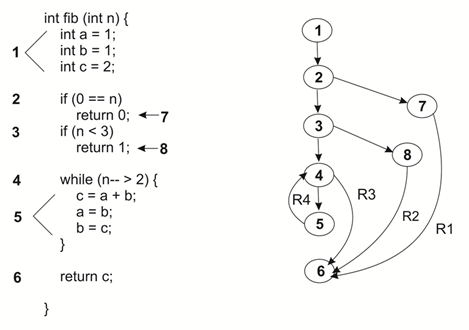 int fib (int n) {
int a = 1;
1 int b = 1;
int c = 2;
2 if (0 == n)
return 0; 7
3 if (n < 3)
return 1; 8
4 while (n-- > 2) {
c = a + b;
5 a = b;
b = c;
}
6 return c;
}
1
2
7
3
8
4
R3
R4
5
R2
R1
6